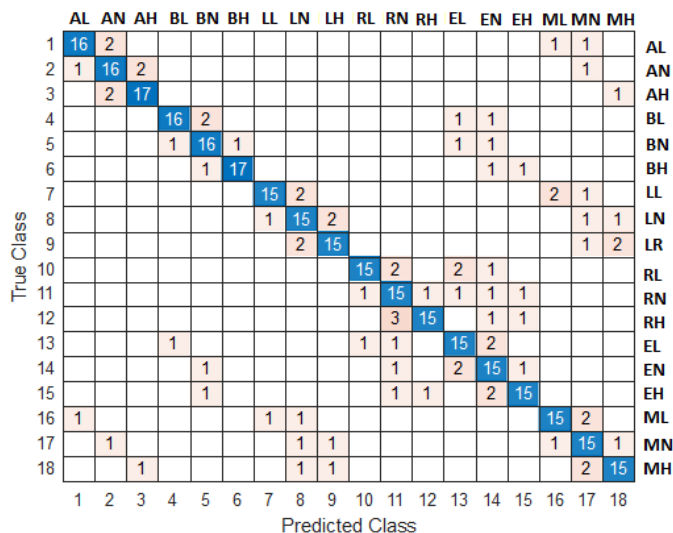 AL AN AH BL BN BH LL LN LH RL RN RH EL EN EH ML MN MH
1 16 2 1 1 AL
2 1 16 2 1 AN
3 2 17 1 AH
4 16 2 1 1 BL
5 1 16 1 1 1 BN
6 1 17 1 1 BH
7 15 2 2 1 LL
8 1 15 2 1 1 LN
9 2 15 1 2 LR
10 15 2 2 1 RL
11 1 15 1 1 1 1 RN
12 3 15 1 1 RH
13 1 1 1 15 2 EL
14 1 1 2 15 1 EN
15 1 1 1 2 15 EH
16 1 1 1 15 2 ML
17 1 1 1 1 15 1 MN
18 1 1 1 2 15 MH
1 2 3 4 5 6 7 8 9 10 11 12 13 14 15 16 17 18
Predicted Class
True Class